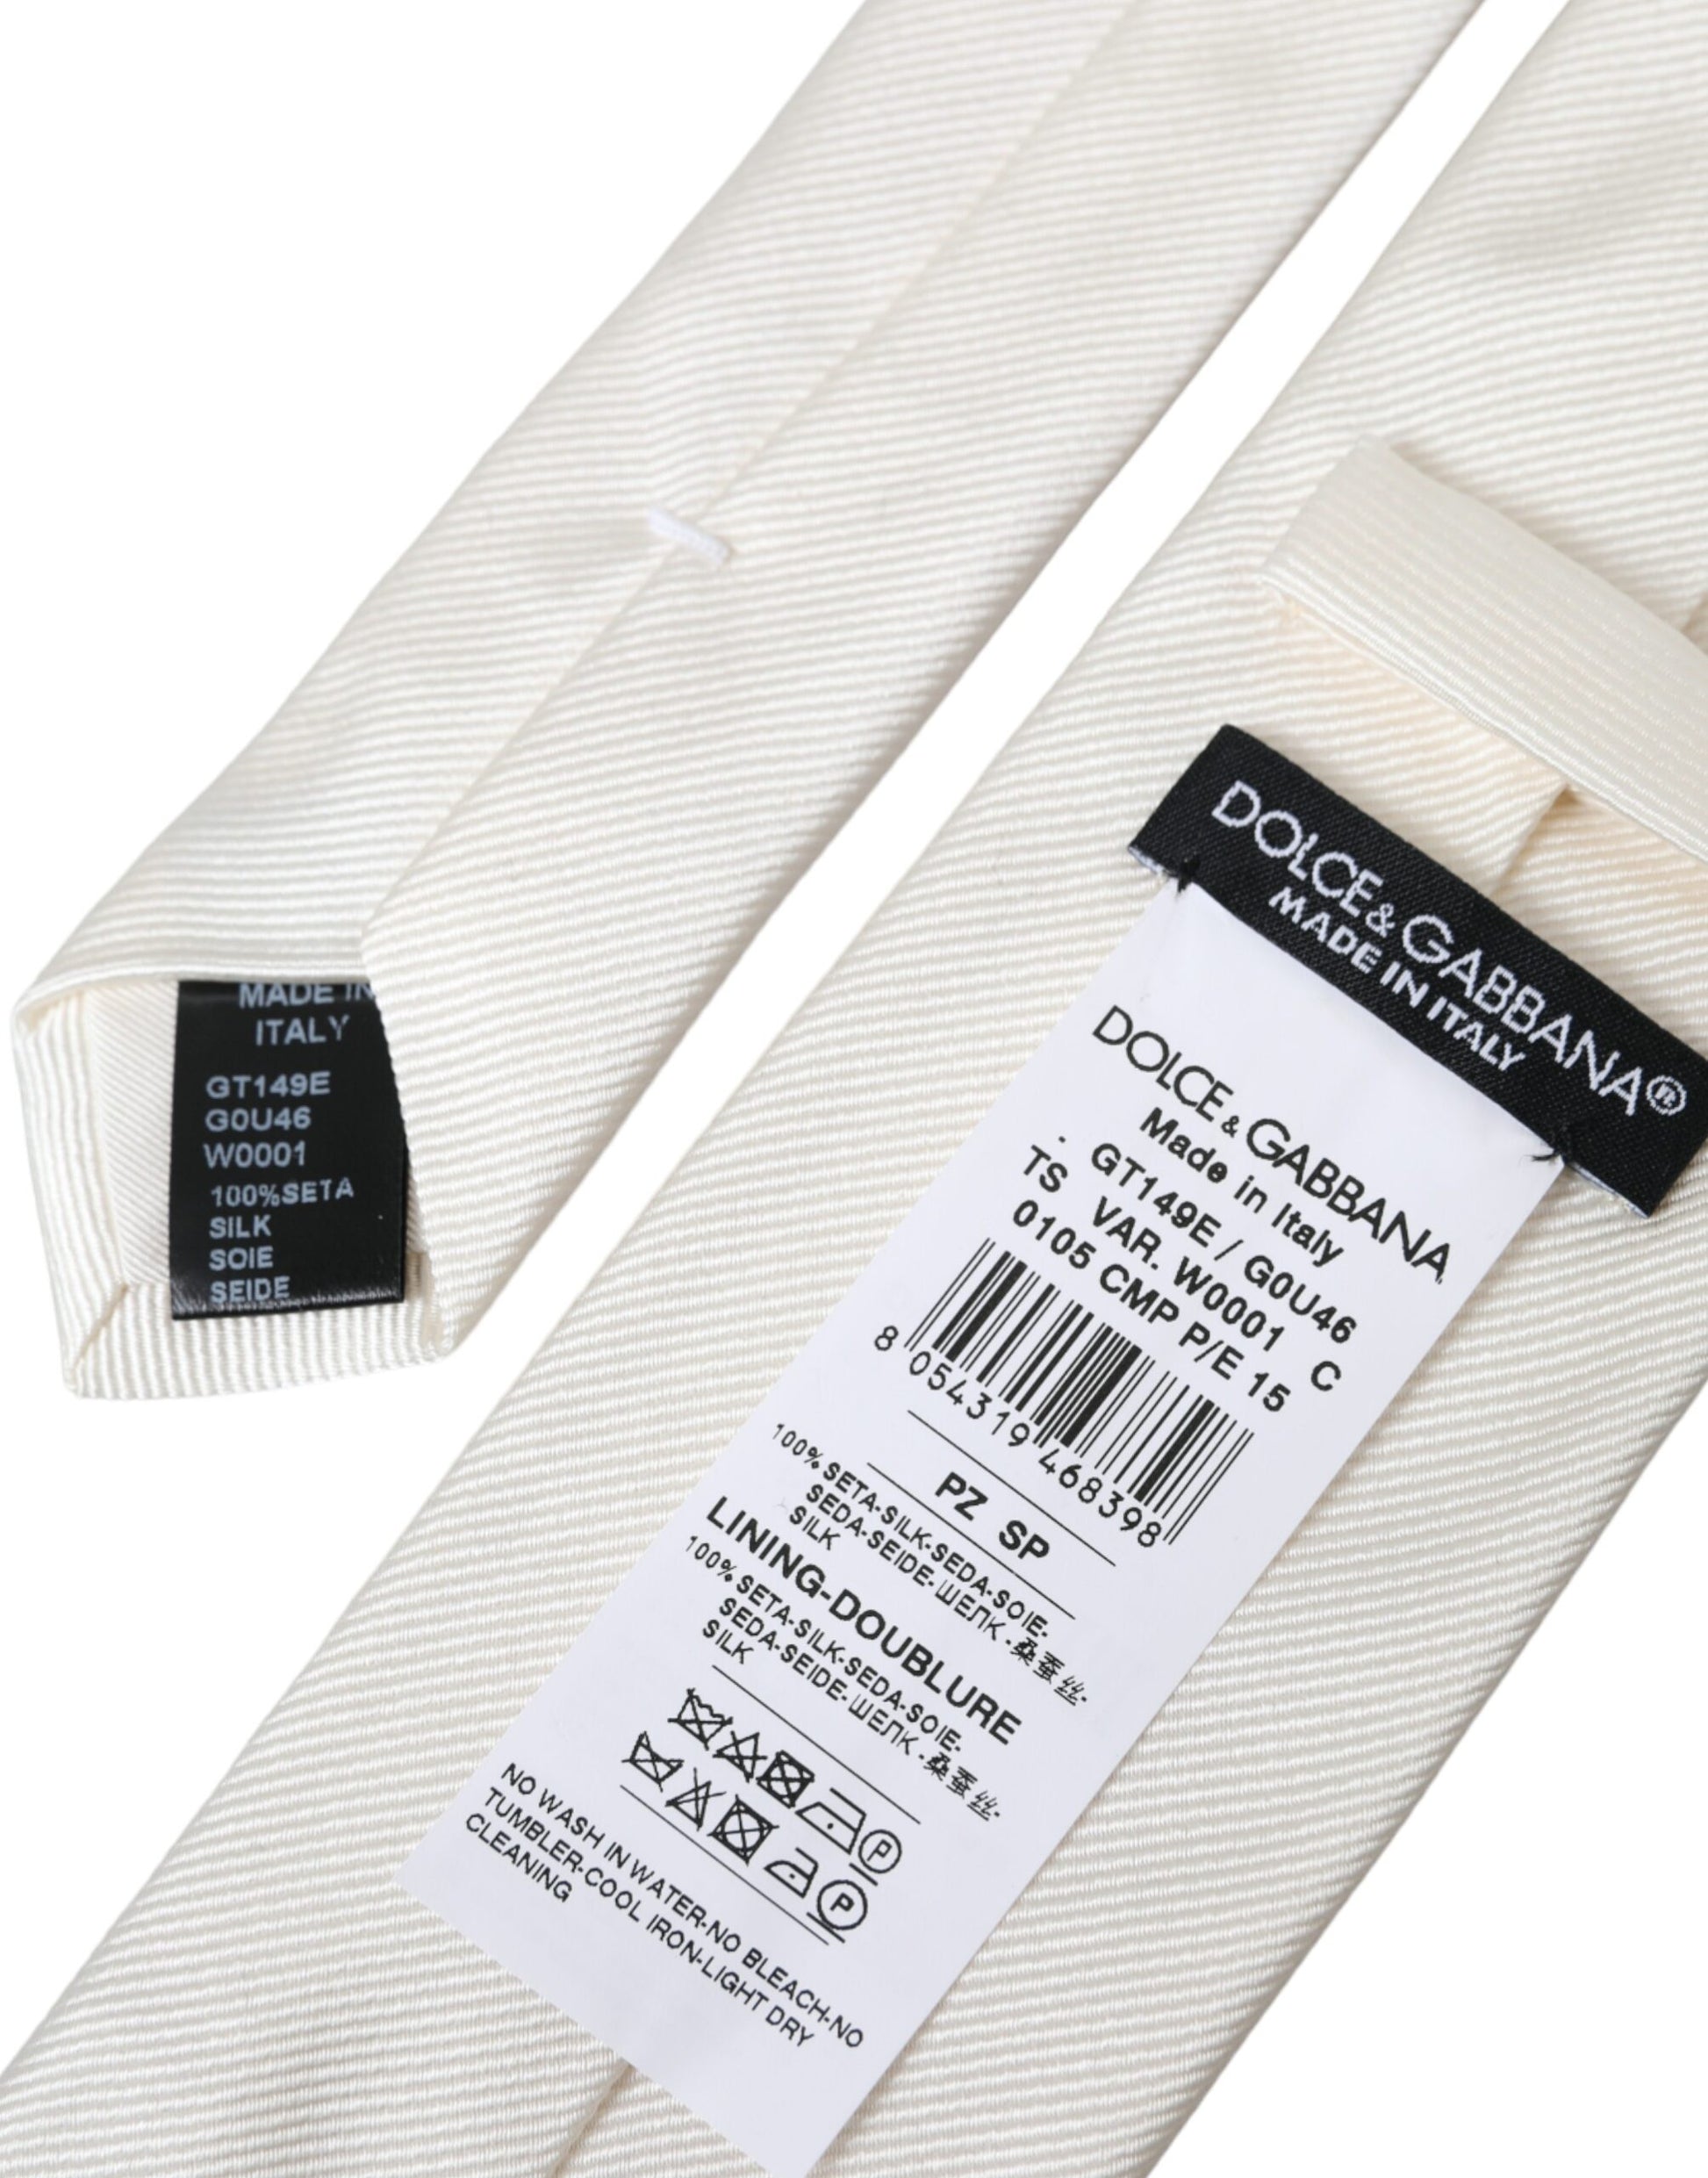 MADE IN
ITALY
GT149E
G0U46
W0001
100%SETA
SILK
SOIE
SEIDE
DOLCE&GABBANA®
MADE IN ITALY
DOLCE&GABBANA
Made in Italy
. GT149E / G0U46
TS VAR. W0001 C
0105 CMP P/E 15
8 054319 468398
PZ SP
100% SETA-SILK-SEDA-SOIE-
SEDA-SEIDE-ШЕЛК-桑蚕丝-
SILK
LINING-DOUBLURE
100% SETA-SILK-SEDA-SOIE-
SEDA-SEIDE-ШЕЛК-桑蚕丝-
SILK
P
P
NO WASH IN WATER-NO BLEACH-NO
TUMBLER-COOL IRON-LIGHT DRY
CLEANING